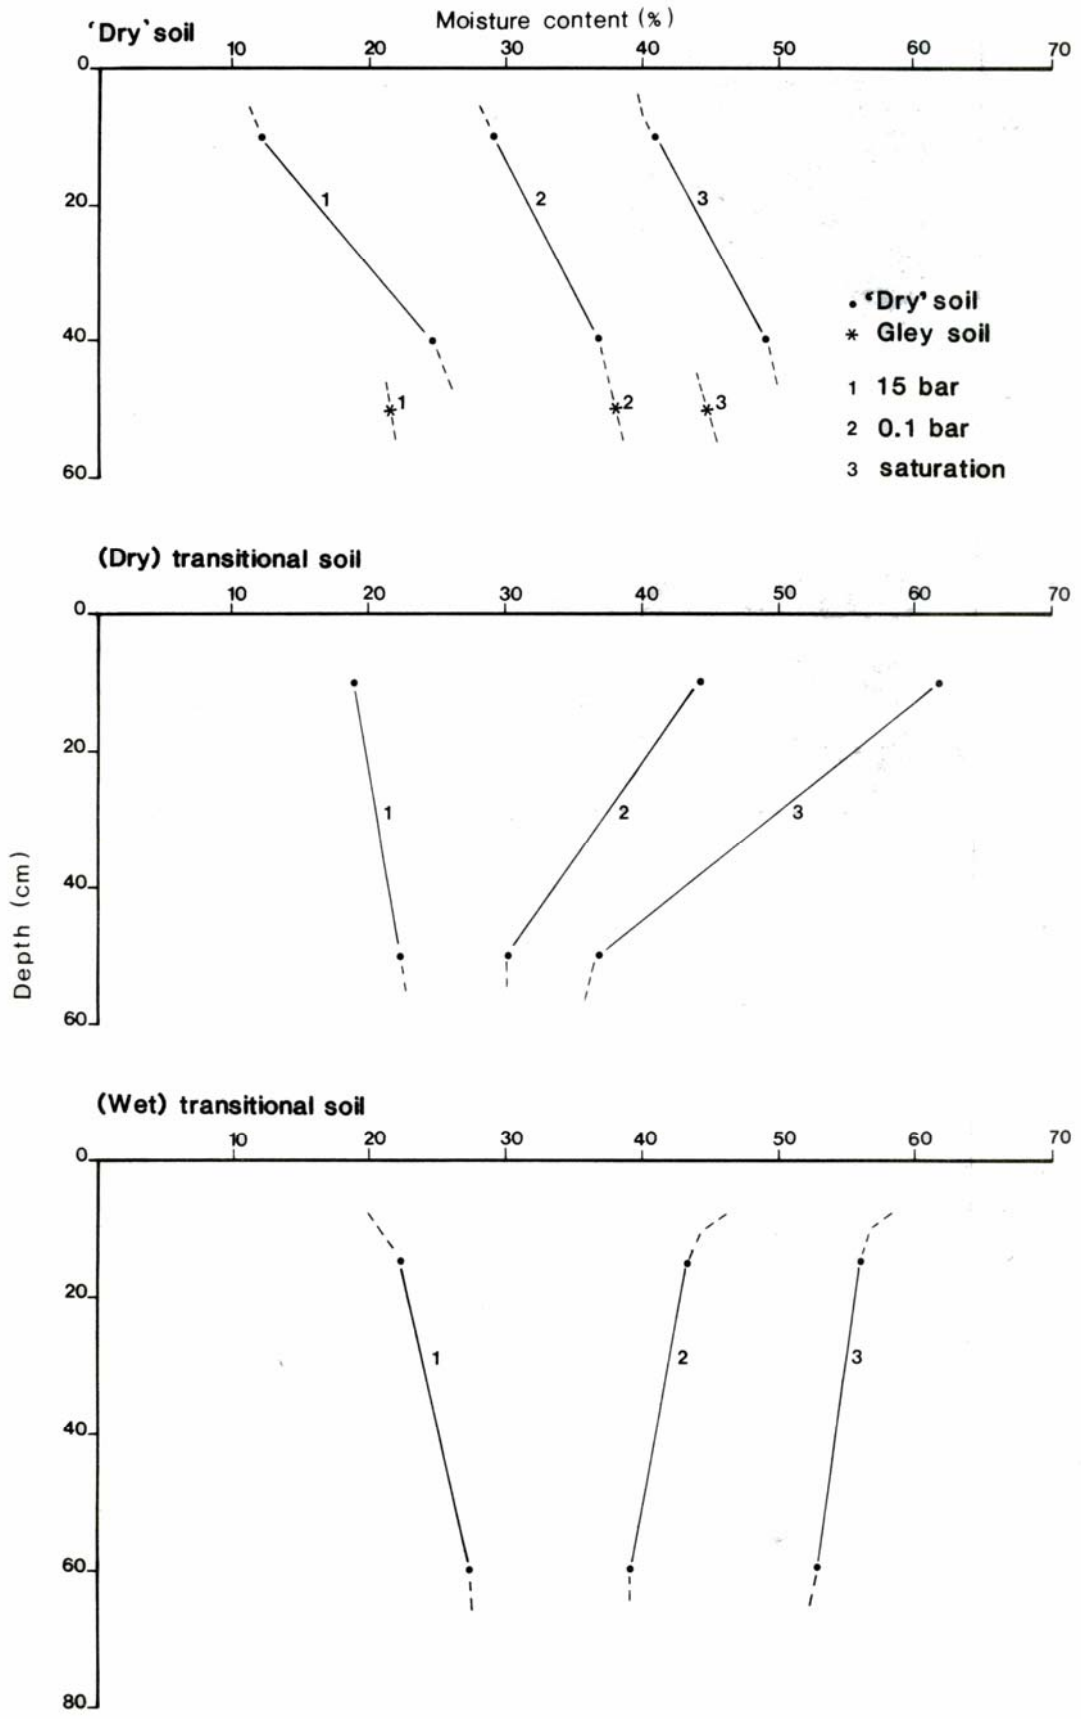 Moisture content (%)
‘Dry’ soil
10 20 30 40 50 60 70
0
20
40
60
1 2 3
1 2 3
• ‘Dry’ soil
* Gley soil
1 15 bar
2 0.1 bar
3 saturation
(Dry) transitional soil
10 20 30 40 50 60 70
0
20
40
60
1 2 3
Depth (cm)
(Wet) transitional soil
10 20 30 40 50 60 70
0
20
40
60
80
1 2 3